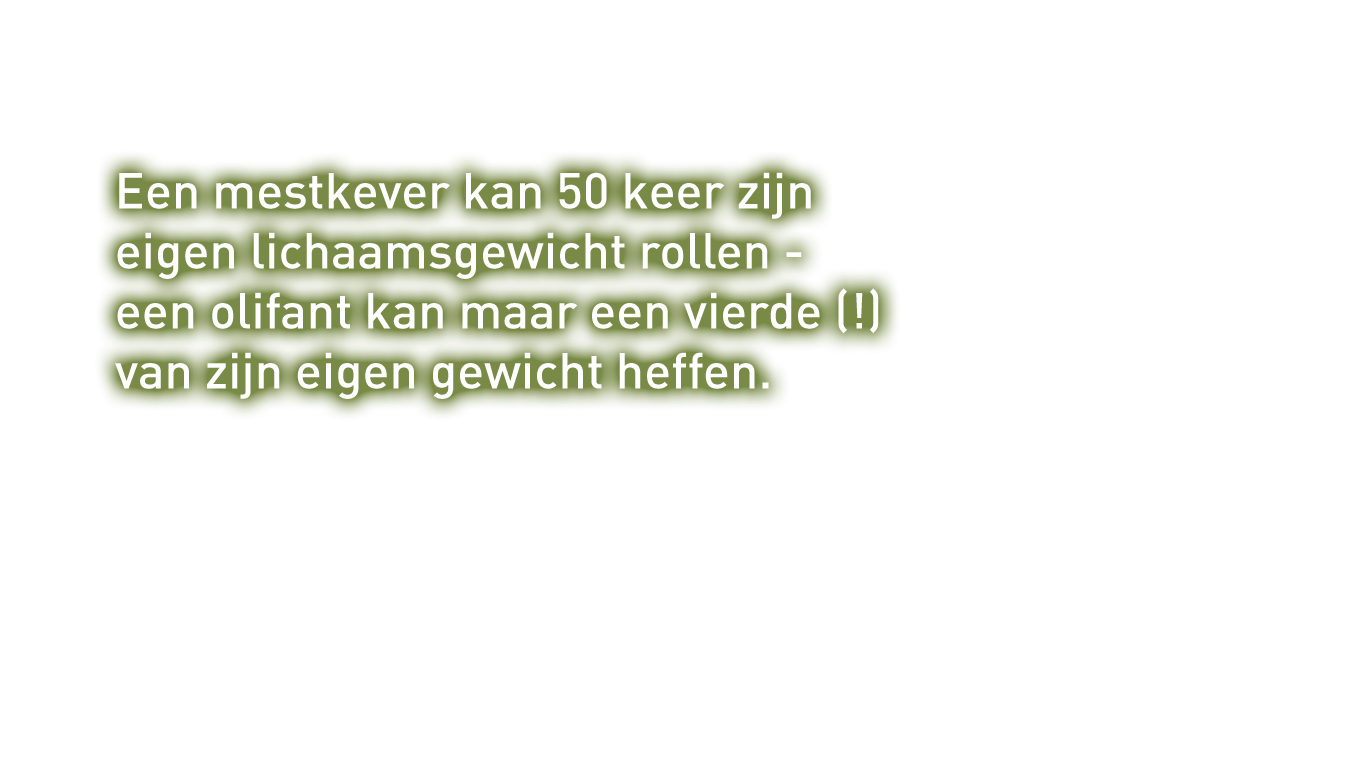 Een mestkever kan 50 keer zijn
eigen lichaamsgewicht rollen -
een olifant kan maar een vierde (!)
van zijn eigen gewicht heffen.